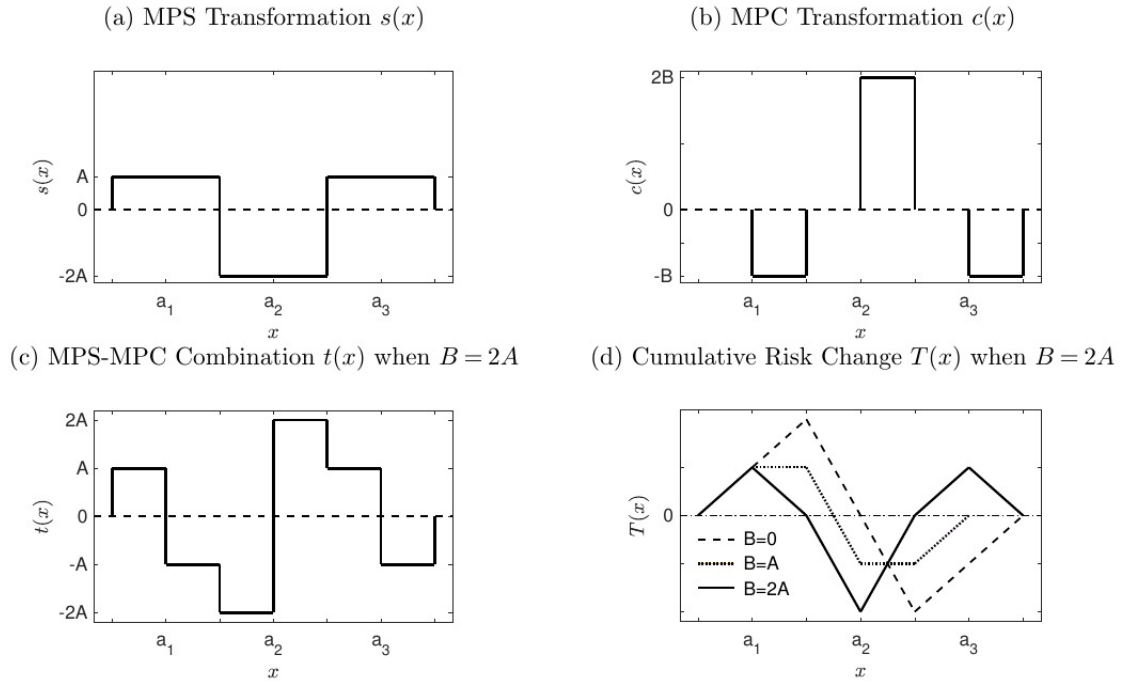 (a) MPS Transformation s(x)
(b) MPC Transformation c(x)
s(x)
A
0
-2A
a₁ a₂ a₃
x
c(x)
2B
0
-B
a₁ a₂ a₃
x
(c) MPS-MPC Combination t(x) when B = 2A
(d) Cumulative Risk Change T(x) when B = 2A
t(x)
2A
A
0
-A
-2A
a₁ a₂ a₃
x
T(x)
0
B=0
B=A
B=2A
a₁ a₂ a₃
x